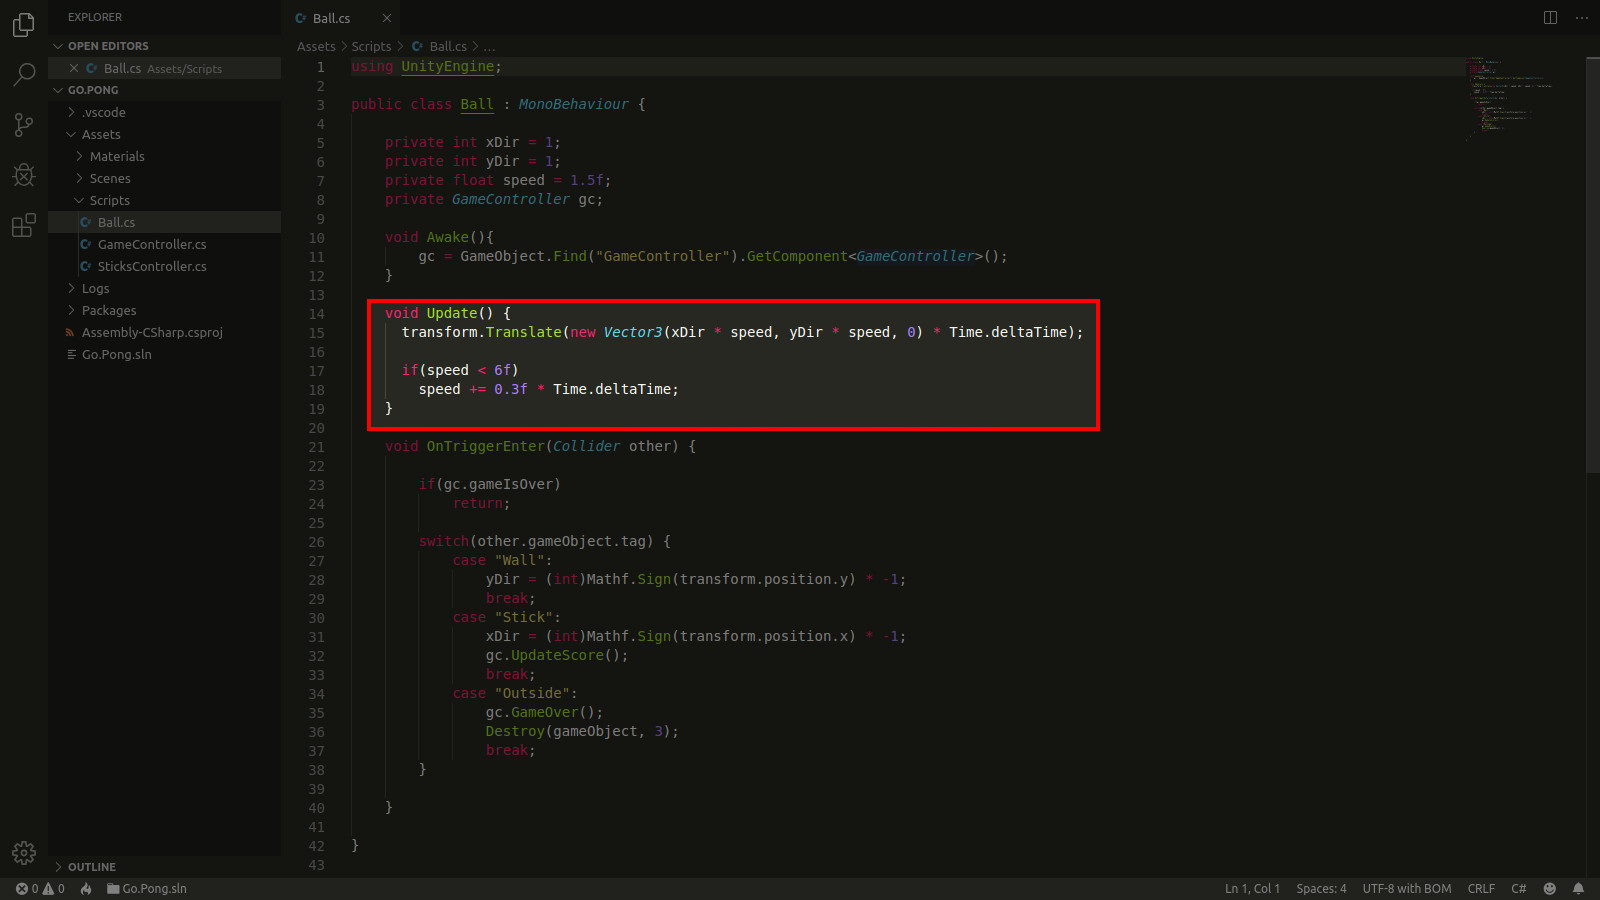 EXPLORER
OPEN EDITORS
Ball.cs Assets/Scripts
GO.PONG
.vscode
Assets
Materials
Scenes
Scripts
Ball.cs
GameController.cs
SticksController.cs
Logs
Packages
Assembly-CSharp.csproj
Go.Pong.sln
OUTLINE
Ball.cs
Assets > Scripts > Ball.cs > ...
1 using UnityEngine;
2
3 public class Ball : MonoBehaviour {
4
5 private int xDir = 1;
6 private int yDir = 1;
7 private float speed = 1.5f;
8 private GameController gc;
9
10 void Awake(){
11 gc = GameObject.Find("GameController").GetComponent<GameController>();
12 }
13
14 void Update() {
15 transform.Translate(new Vector3(xDir * speed, yDir * speed, 0) * Time.deltaTime);
16
17 if(speed < 6f)
18 speed += 0.3f * Time.deltaTime;
19 }
20
21 void OnTriggerEnter(Collider other) {
22
23 if(gc.gameIsOver)
24 return;
25
26 switch(other.gameObject.tag) {
27 case "Wall":
28 yDir = (int)Mathf.Sign(transform.position.y) * -1;
29 break;
30 case "Stick":
31 xDir = (int)Mathf.Sign(transform.position.x) * -1;
32 gc.UpdateScore();
33 break;
34 case "Outside":
35 gc.GameOver();
36 Destroy(gameObject, 3);
37 break;
38 }
39
40 }
41
42 }
43
0 0 Go.Pong.sln
Ln 1, Col 1 Spaces: 4 UTF-8 with BOM CRLF C#